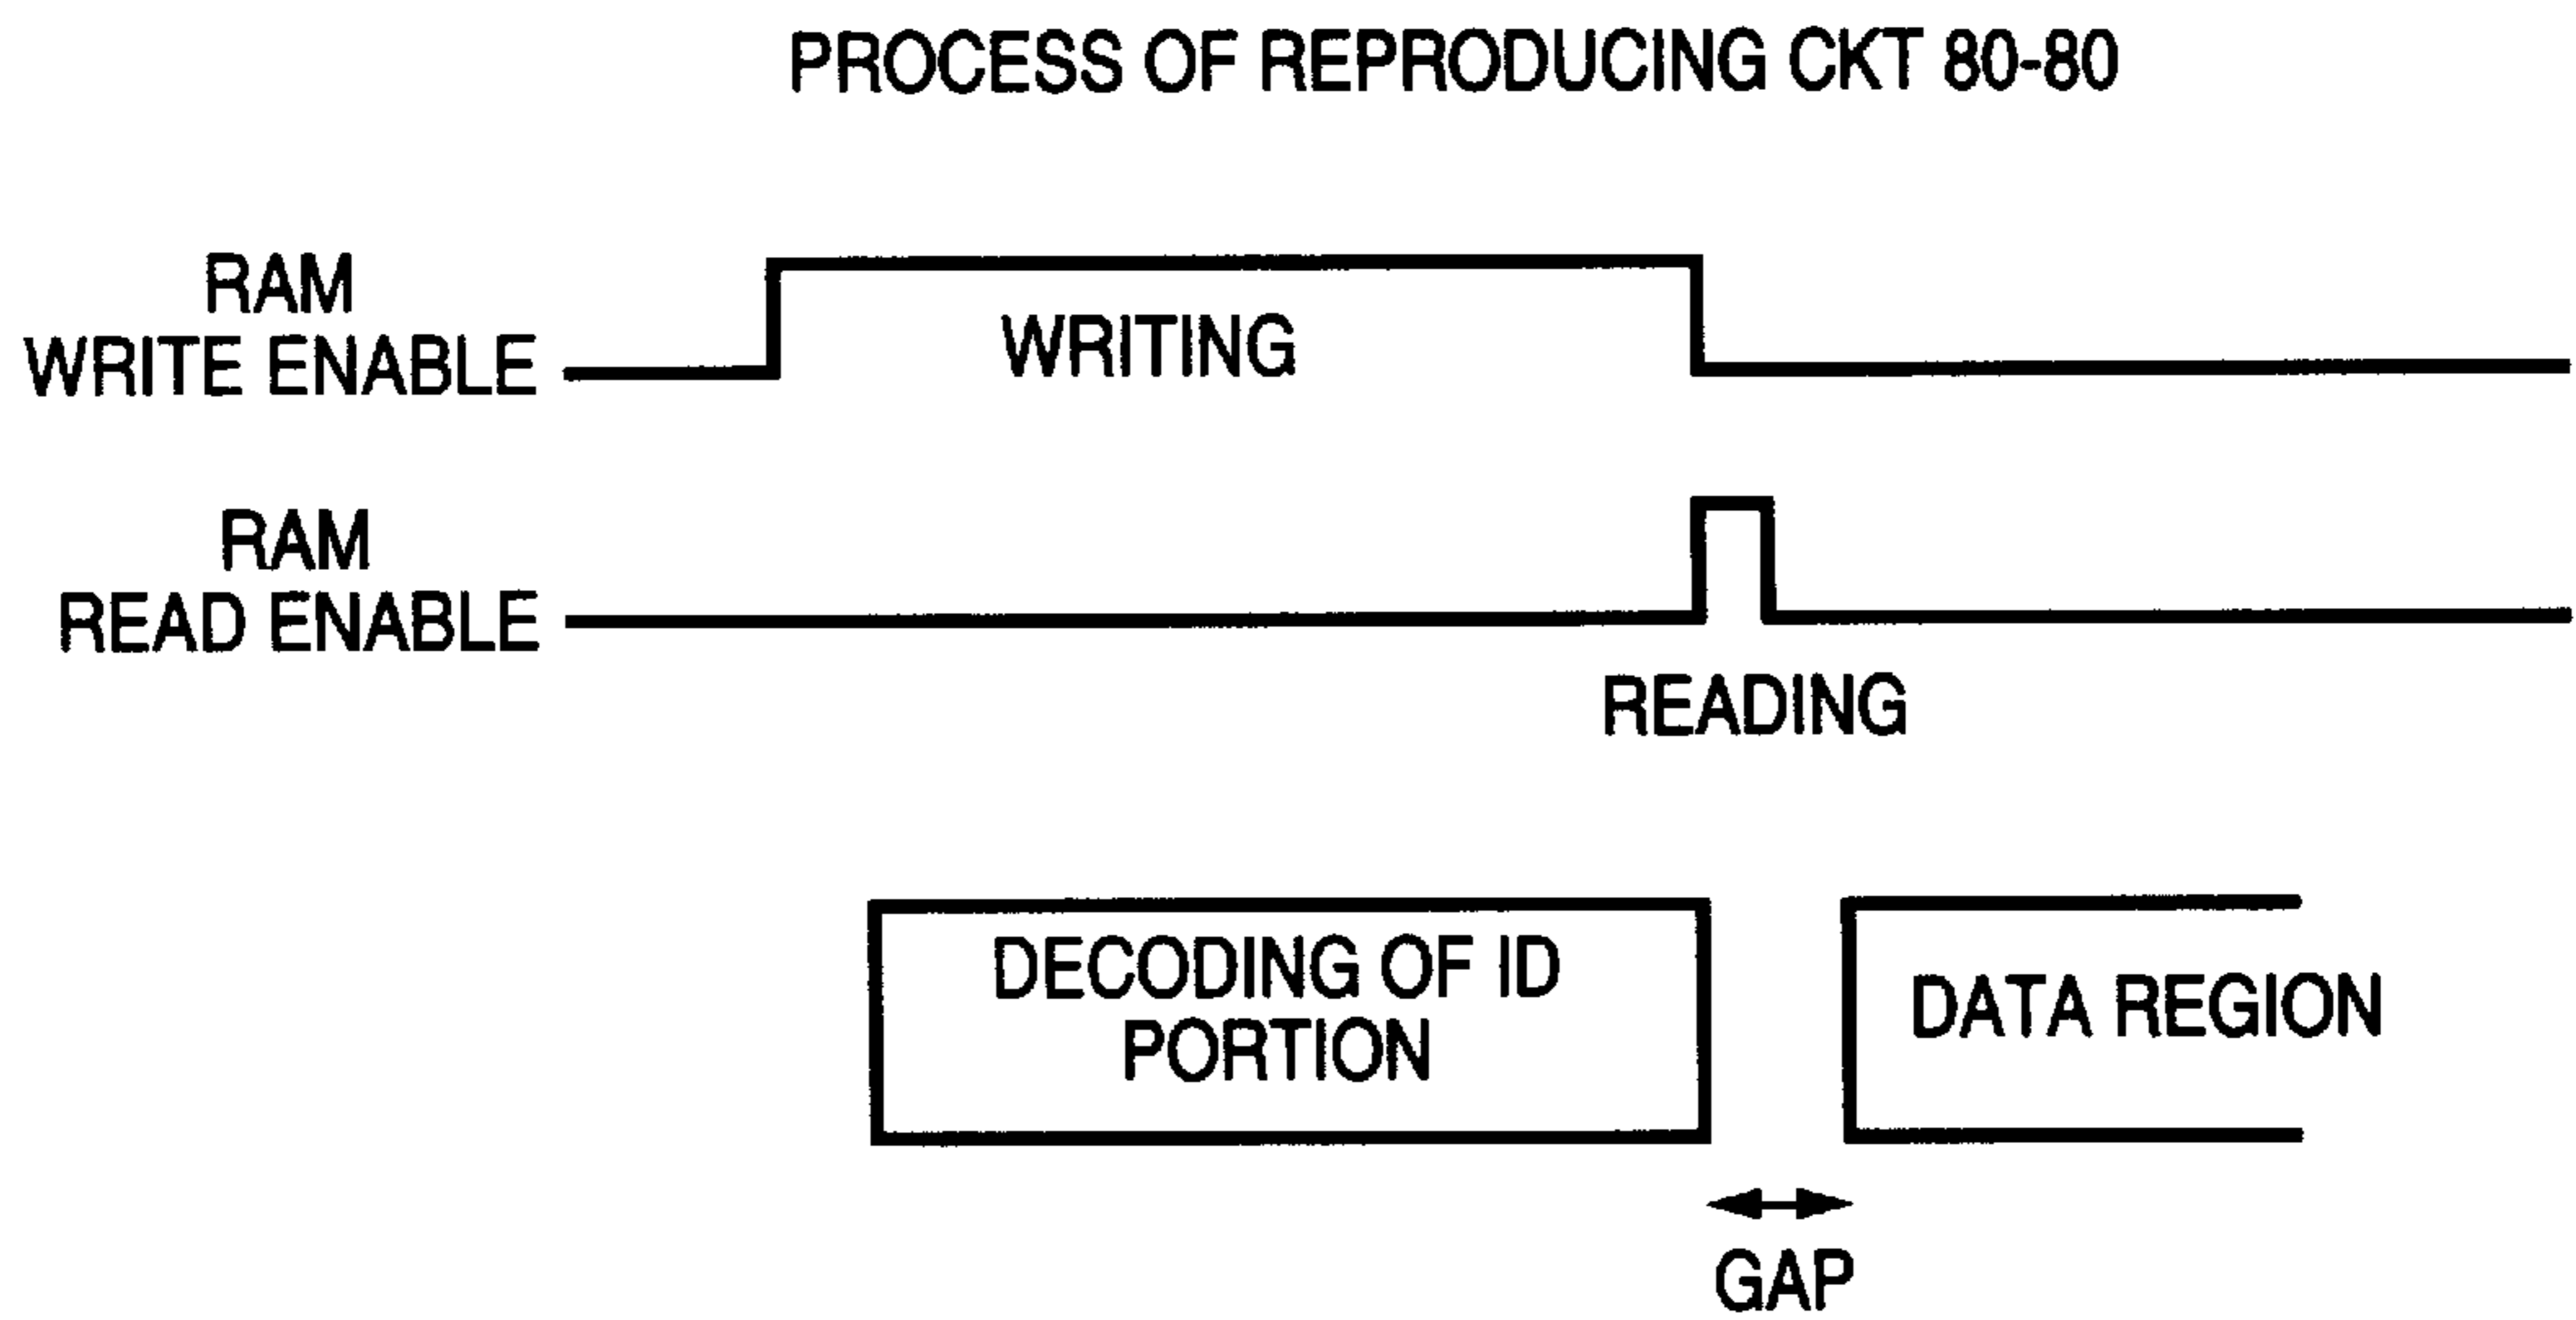 PROCESS OF REPRODUCING CKT 80-80
RAM
WRITE ENABLE
WRITING
RAM
READ ENABLE
READING
DECODING OF ID
PORTION
DATA REGION
GAP